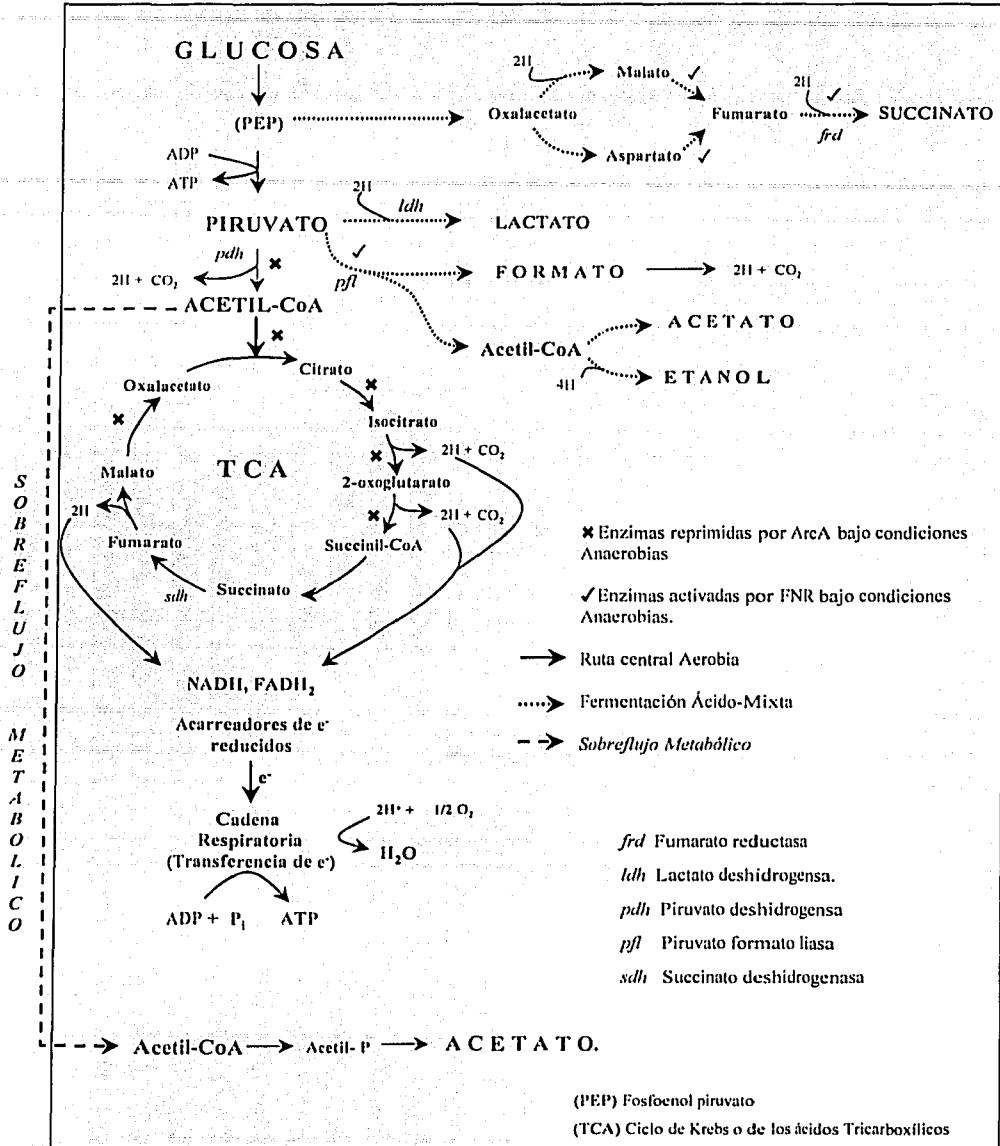 GLUCOSA
(PEP)
ADP
ATP
2H
Oxalacetato
Malato ✓
Aspartato ✓
Fumarato
2H
✓
frd
SUCCINATO
PIRUVATO
2H
ldh
LACTATO
✓
pfl
FORMATO
2H + CO₂
pdh
✖
2H + CO₂
ACETIL-CoA
✖
Acetil-CoA
ACETATO
4H
ETANOL
Oxalacetato
Citrato
✖
Isocitrato
✖
2H + CO₂
2-oxoglutarato
✖
2H + CO₂
Succinil-CoA
Succinato
sdh
Fumarato
2H
Malato
✖
TCA
SOBREFLUJO METABOLICO
NADH, FADH₂
Acarreadores de e⁻
reducidos
e⁻
Cadena
Respiratoria
(Transferencia de e⁻)
2H⁺ + 1/2 O₂
H₂O
ADP + Pᵢ
ATP
✖ Enzimas reprimidas por ArcA bajo condiciones
Anaerobias
✓ Enzimas activadas por FNR bajo condiciones
Anaerobias.
Ruta central Aerobia
Fermentación Ácido-Mixta
Sobreflujo Metabólico
frd Fumarato reductasa
ldh Lactato deshidrogensa.
pdh Piruvato deshidrogensa
pfl Piruvato formato liasa
sdh Succinato deshidrogenasa
Acetil-CoA
Acetil-P
ACETATO.
(PEP) Fosfoenol piruvato
(TCA) Ciclo de Krebs o de los ácidos Tricarboxílicos